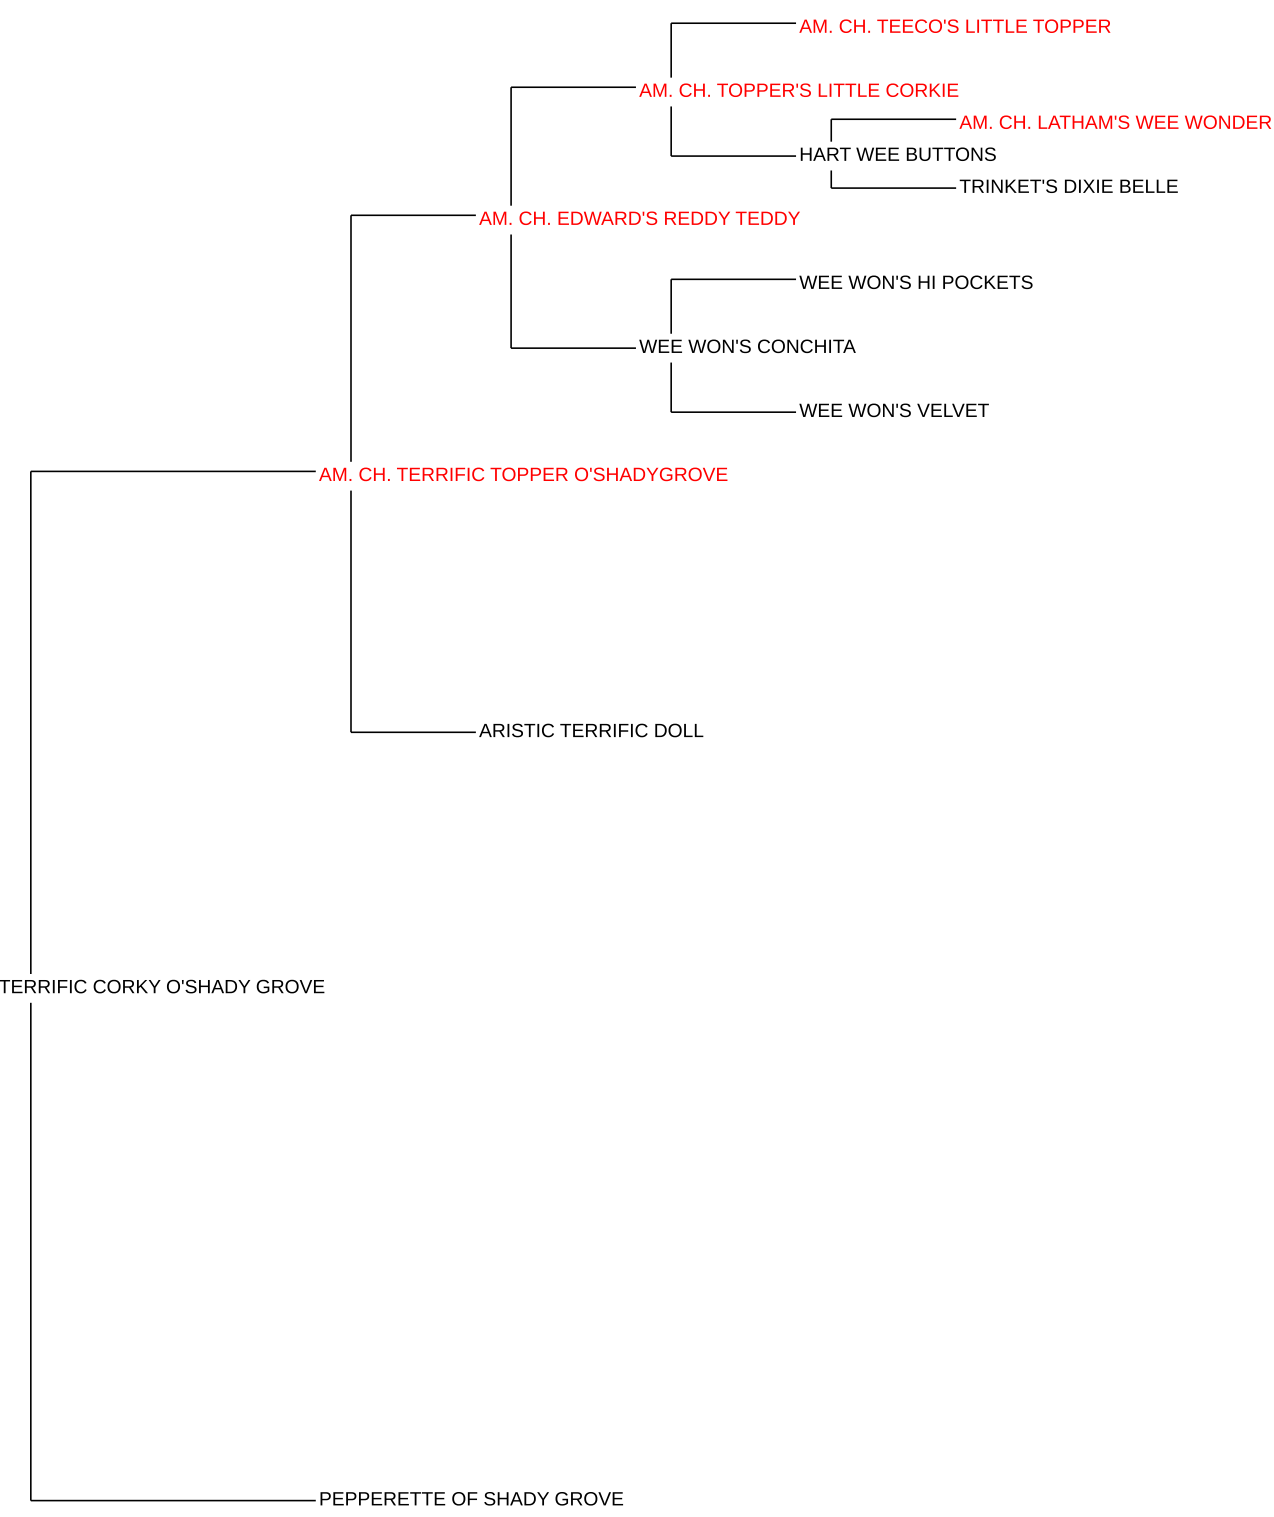 AM. CH. TEECO'S LITTLE TOPPER
AM. CH. TOPPER'S LITTLE CORKIE
AM. CH. LATHAM'S WEE WONDER
HART WEE BUTTONS
TRINKET'S DIXIE BELLE
AM. CH. EDWARD'S REDDY TEDDY
WEE WON'S HI POCKETS
WEE WON'S CONCHITA
WEE WON'S VELVET
AM. CH. TERRIFIC TOPPER O'SHADYGROVE
ARISTIC TERRIFIC DOLL
TERRIFIC CORKY O'SHADY GROVE
PEPPERETTE OF SHADY GROVE